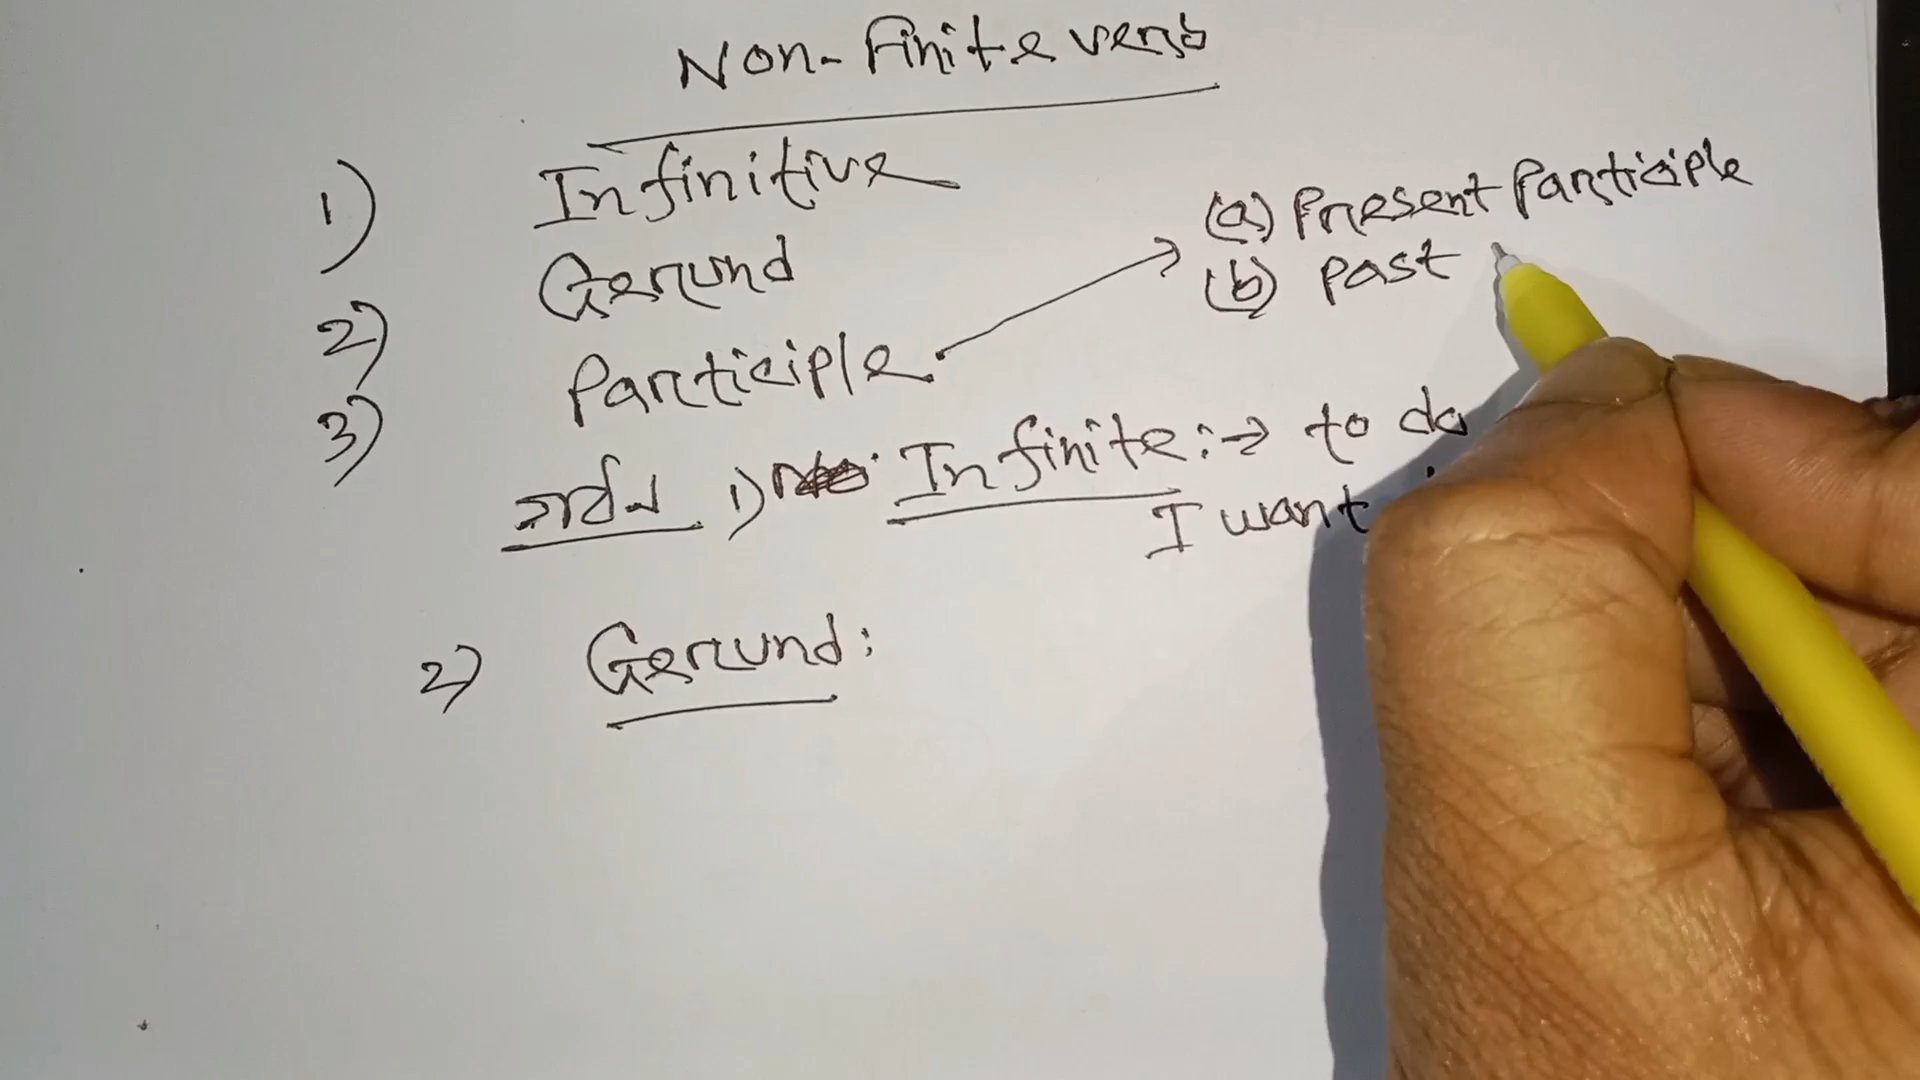 Non-finite verb
1) Infinitive
2) Gerund
3) Participle
(a) Present Participle
(b) past
গঠন 1) Infinite :→ to do
I want
2) Gerund :